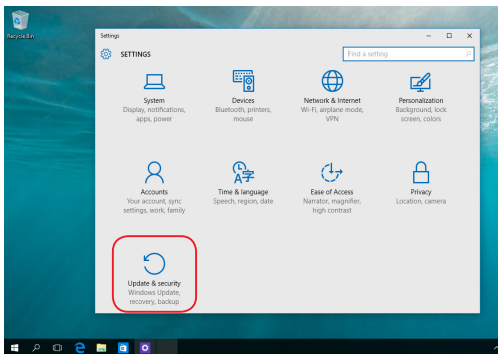 Recycle Bin
Settings
SETTINGS
Find a setting
System
Display, notifications,
apps, power
Devices
Bluetooth, printers,
mouse
Network & Internet
Wi-Fi, airplane mode,
VPN
Personalization
Background, lock
screen, colors
Accounts
Your account, sync
settings, work, family
Time & language
Speech, region, date
Ease of Access
Narrator, magnifier,
high contrast
Privacy
Location, camera
Update & security
Windows Update,
recovery, backup